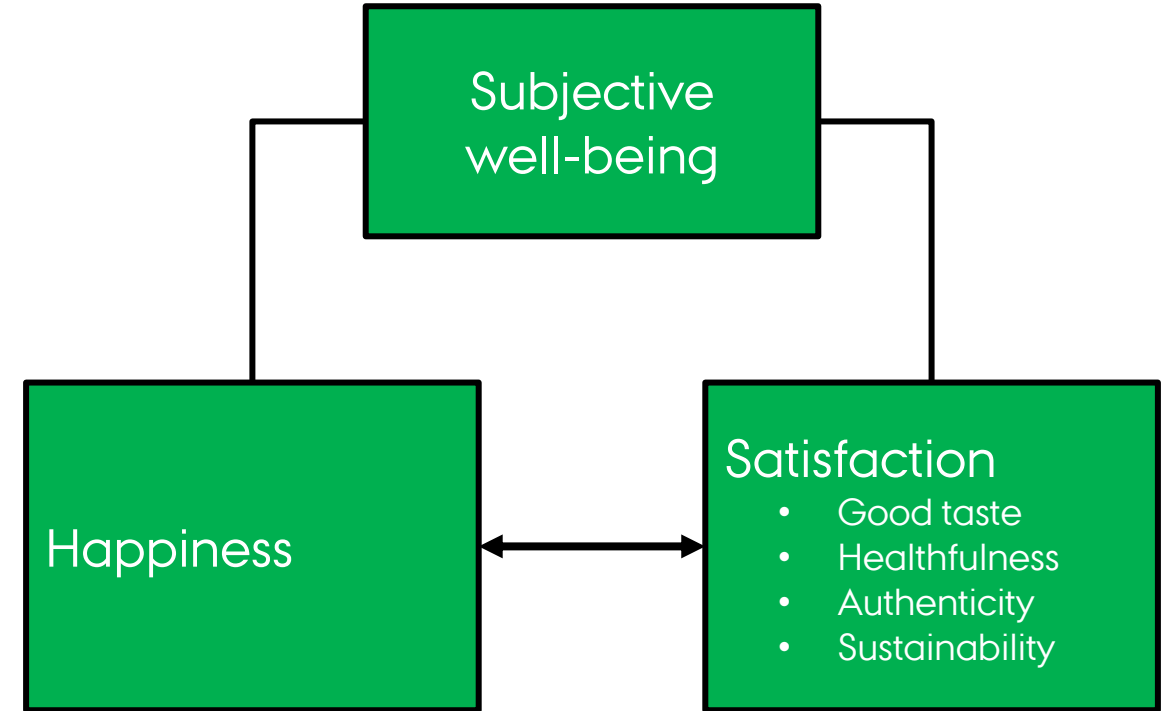 Subjective
well-being
Happiness
Satisfaction
• Good taste
• Healthfulness
• Authenticity
• Sustainability